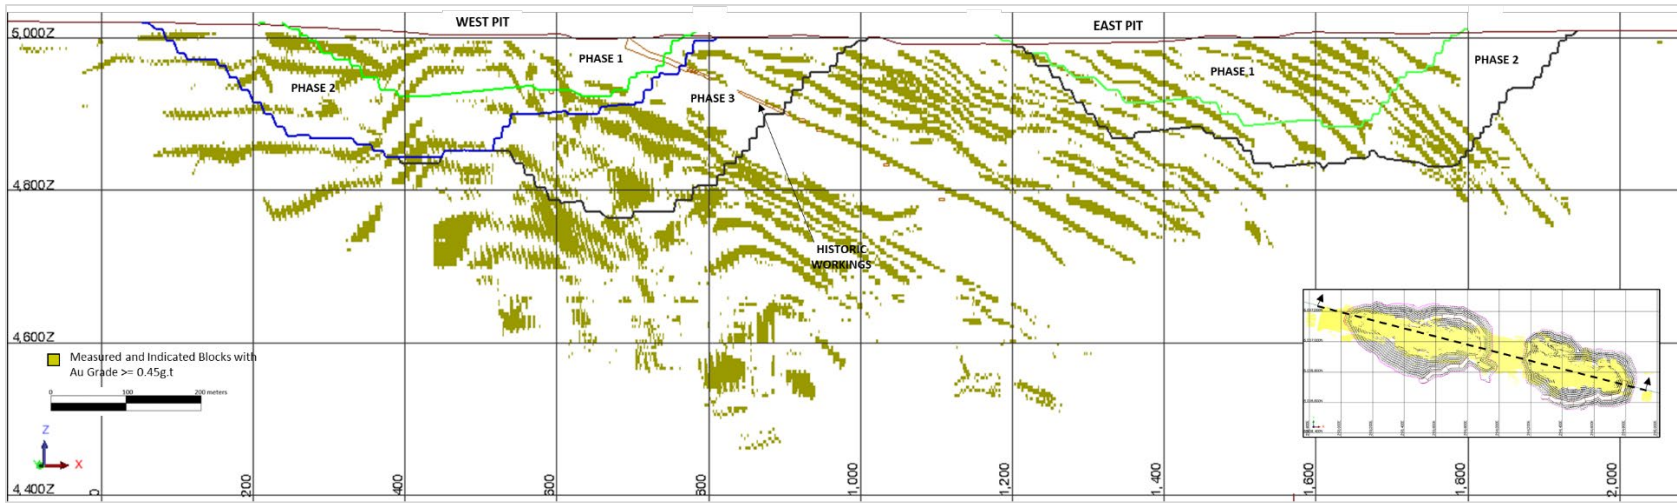 WEST PIT
EAST PIT
5,000Z
PHASE 1
PHASE 2
PHASE 3
PHASE 1
PHASE 2
4,800Z
HISTORIC
WORKINGS
4,600Z
Measured and Indicated Blocks with
Au Grade >= 0.45g.t
0 100 200 meters
Z
X
4,400Z
0 200 400 600 800 1,000 1,200 1,400 1,600 1,800 2,000